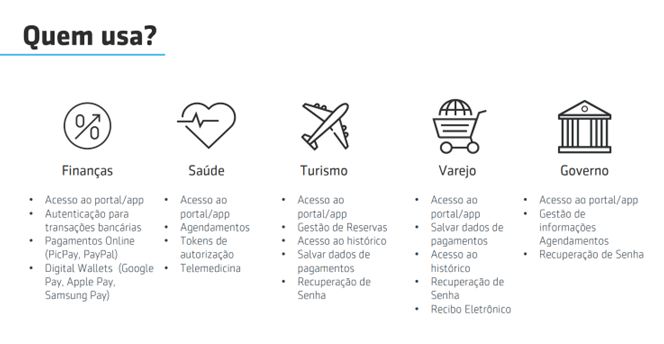 Quem usa?
Finanças
• Acesso ao portal/app
• Autenticação para
transações bancárias
• Pagamentos Online
(PicPay, PayPal)
• Digital Wallets (Google
Pay, Apple Pay,
Samsung Pay)
Saúde
• Acesso ao
portal/app
• Agendamentos
• Tokens de
autorização
• Telemedicina
Turismo
• Acesso ao
portal/app
• Gestão de Reservas
• Acesso ao histórico
• Salvar dados de
pagamentos
• Recuperação de
Senha
Varejo
• Acesso ao
portal/app
• Salvar dados de
pagamentos
• Acesso ao
histórico
• Recuperação de
Senha
• Recibo Eletrônico
Governo
• Acesso ao portal/app
• Gestão de
informações
Agendamentos
• Recuperação de Senha